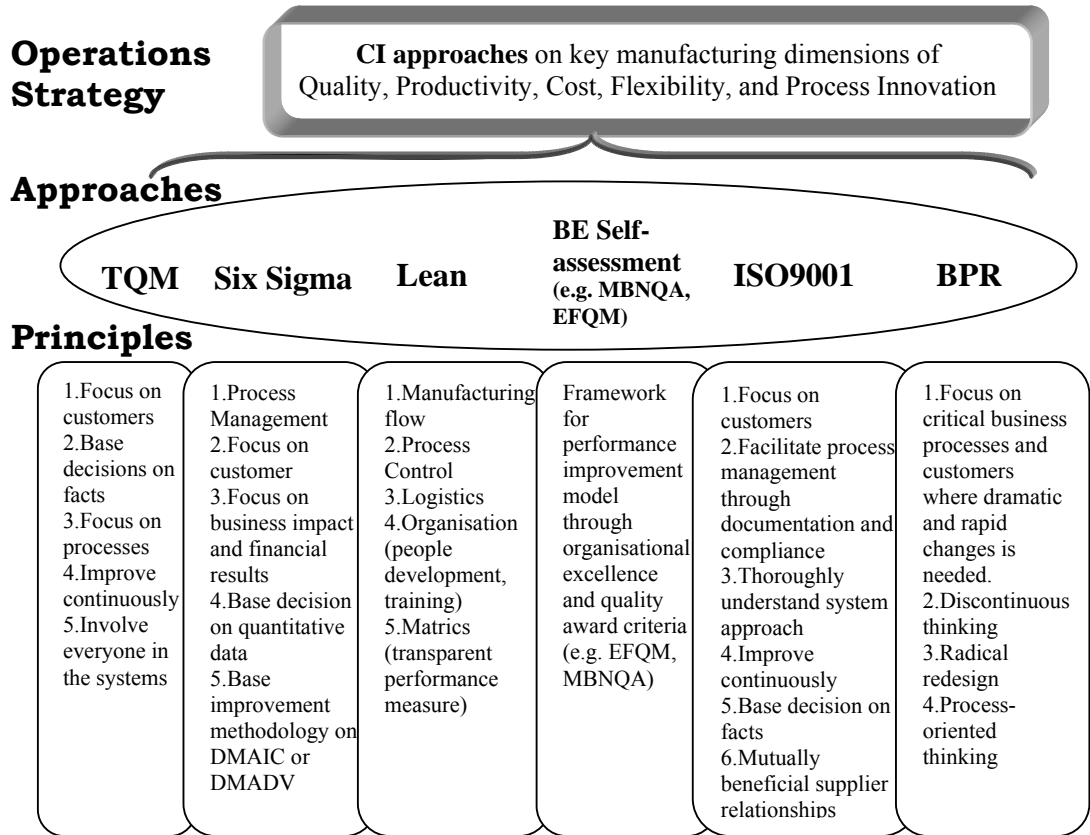 Operations
Strategy
CI approaches on key manufacturing dimensions of
Quality, Productivity, Cost, Flexibility, and Process Innovation
Approaches
TQM
Six Sigma
Lean
BE Self-
assessment
(e.g. MBNQA,
EFQM)
ISO9001
BPR
Principles
1.Focus on
customers
2.Base
decisions on
facts
3.Focus on
processes
4.Improve
continuously
5.Involve
everyone in
the systems
1.Process
Management
2.Focus on
customer
3.Focus on
business impact
and financial
results
4.Base decision
on quantitative
data
5.Base
improvement
methodology on
DMAIC or
DMADV
1.Manufacturing
flow
2.Process
Control
3.Logistics
4.Organisation
(people
development,
training)
5.Matrics
(transparent
performance
measure)
Framework
for
performance
improvement
model
through
organisational
excellence
and quality
award criteria
(e.g. EFQM,
MBNQA)
1.Focus on
customers
2.Facilitate process
management
through
documentation and
compliance
3.Thoroughly
understand system
approach
4.Improve
continuously
5.Base decision on
facts
6.Mutually
beneficial supplier
relationships
1.Focus on
critical business
processes and
customers
where dramatic
and rapid
changes is
needed.
2.Discontinuous
thinking
3.Radical
redesign
4.Process-
oriented
thinking